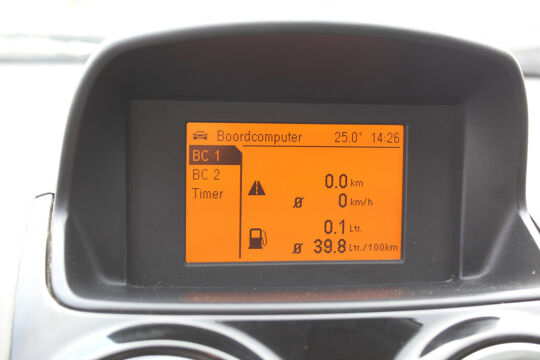 Boordcomputer 25.0° 14:26
BC 1
BC 2
Timer
0.0 km
ø 0 km/h
0.1 Ltr.
ø 39.8 Ltr./100km